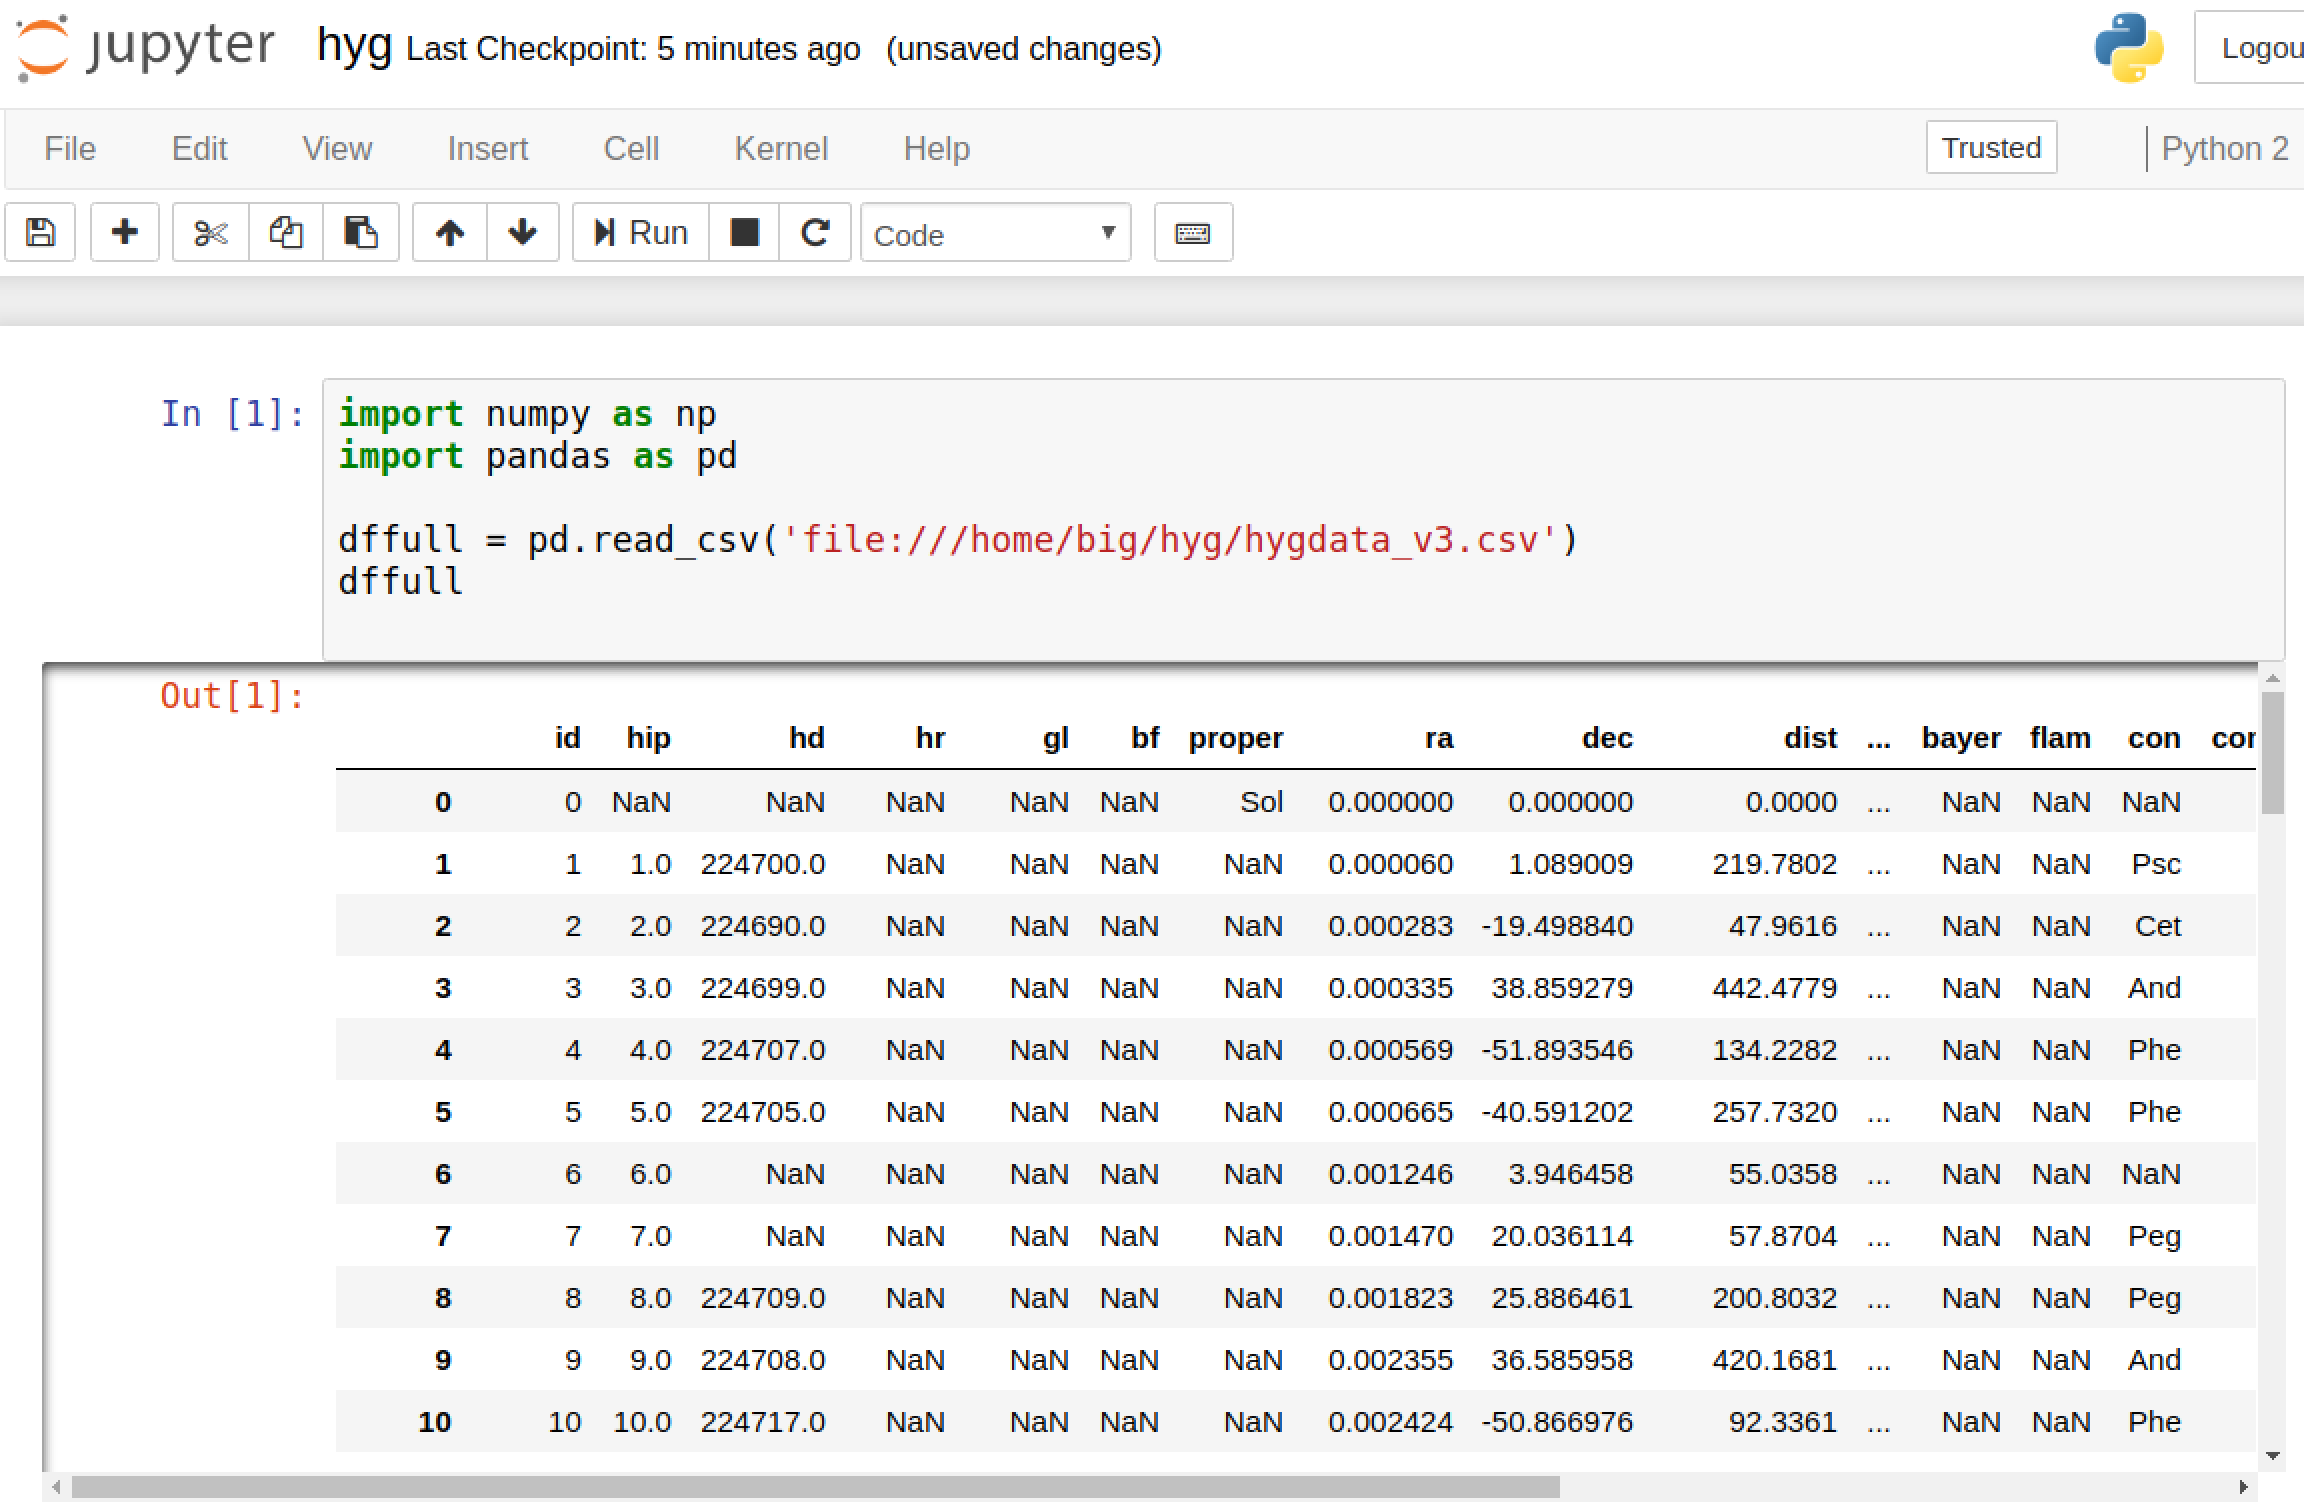 jupyter hyg Last Checkpoint: 5 minutes ago (unsaved changes) Logou
File Edit View Insert Cell Kernel Help Trusted Python 2
Run Code
In [1]: import numpy as np
import pandas as pd
dffull = pd.read_csv('file:///home/big/hyg/hygdata_v3.csv')
dffull
Out[1]:
id hip hd hr gl bf proper ra dec dist ... bayer flam con cor
0 0 NaN NaN NaN NaN NaN Sol 0.000000 0.000000 0.0000 ... NaN NaN NaN
1 1 1.0 224700.0 NaN NaN NaN NaN 0.000060 1.089009 219.7802 ... NaN NaN Psc
2 2 2.0 224690.0 NaN NaN NaN NaN 0.000283 -19.498840 47.9616 ... NaN NaN Cet
3 3 3.0 224699.0 NaN NaN NaN NaN 0.000335 38.859279 442.4779 ... NaN NaN And
4 4 4.0 224707.0 NaN NaN NaN NaN 0.000569 -51.893546 134.2282 ... NaN NaN Phe
5 5 5.0 224705.0 NaN NaN NaN NaN 0.000665 -40.591202 257.7320 ... NaN NaN Phe
6 6 6.0 NaN NaN NaN NaN NaN 0.001246 3.946458 55.0358 ... NaN NaN NaN
7 7 7.0 NaN NaN NaN NaN NaN 0.001470 20.036114 57.8704 ... NaN NaN Peg
8 8 8.0 224709.0 NaN NaN NaN NaN 0.001823 25.886461 200.8032 ... NaN NaN Peg
9 9 9.0 224708.0 NaN NaN NaN NaN 0.002355 36.585958 420.1681 ... NaN NaN And
10 10 10.0 224717.0 NaN NaN NaN NaN 0.002424 -50.866976 92.3361 ... NaN NaN Phe